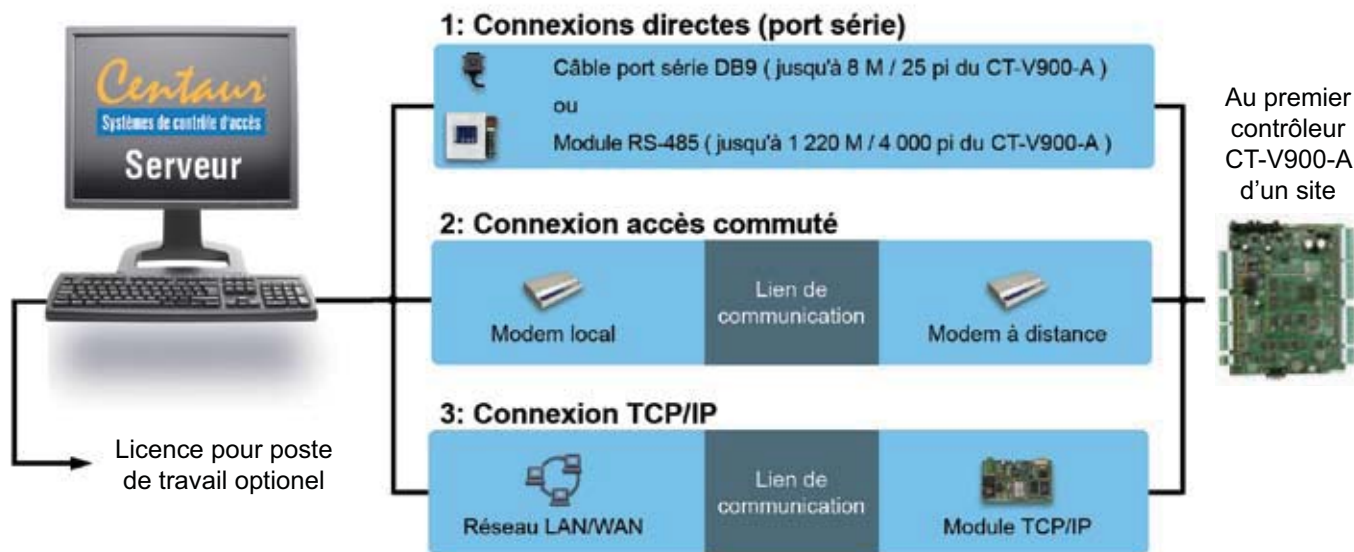 Centaur
Systèmes de contrôle d'accès
Serveur
Licence pour poste
de travail optionel
1: Connexions directes (port série)
Câble port série DB9 ( jusqu'à 8 M / 25 pi du CT-V900-A )
ou
Module RS-485 ( jusqu'à 1 220 M / 4 000 pi du CT-V900-A )
2: Connexion accès commuté
Modem local
Lien de
communication
Modem à distance
3: Connexion TCP/IP
Réseau LAN/WAN
Lien de
communication
Module TCP/IP
Au premier
contrôleur
CT-V900-A
d'un site